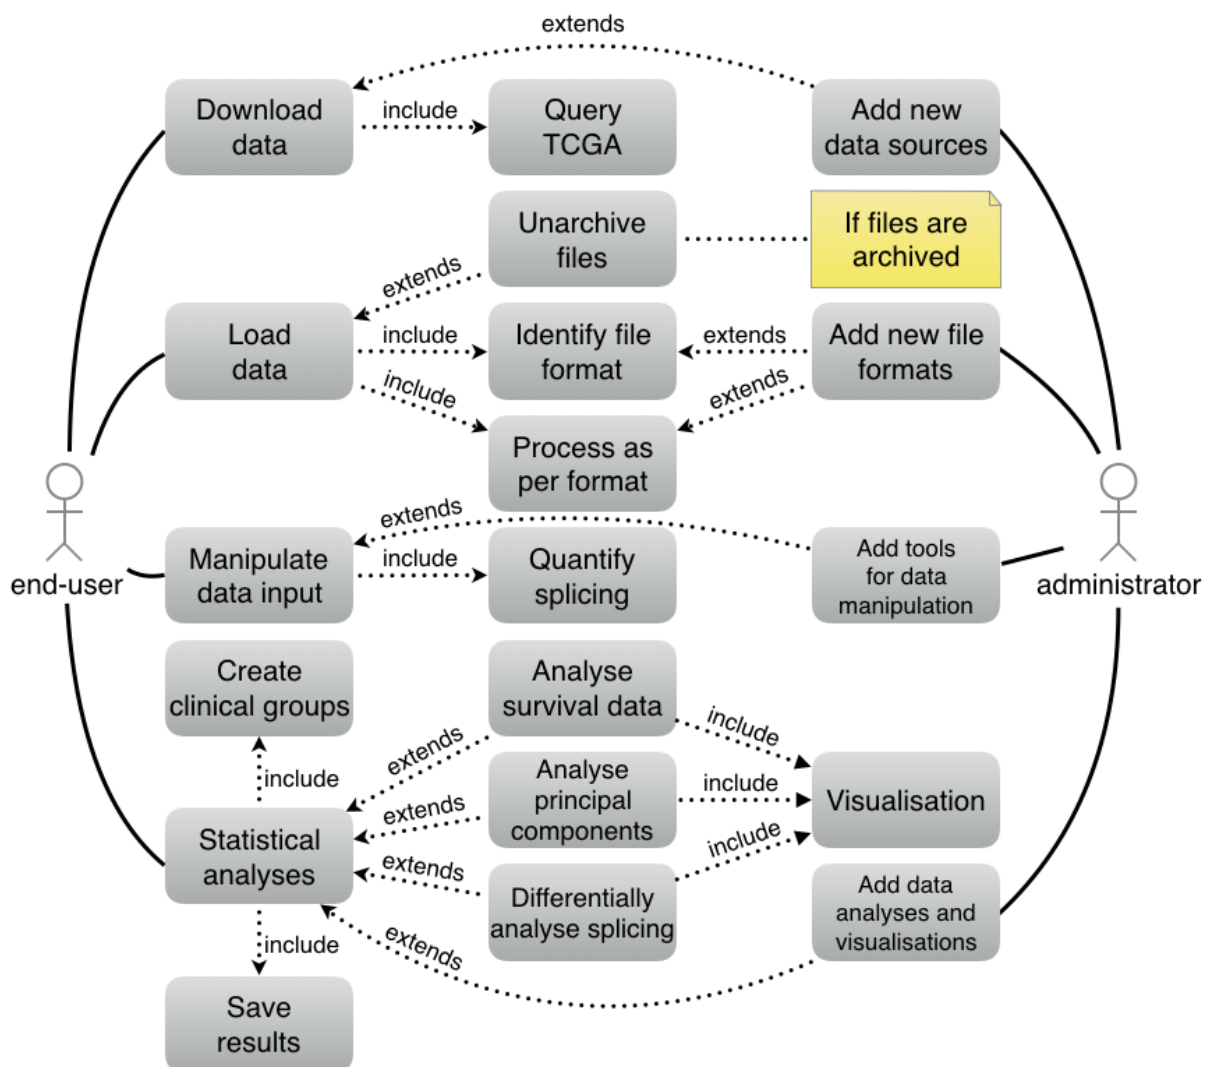 extends
Download
data
include
Query
TCGA
Add new
data sources
Unarchive
files
If files are
archived
extends
Load
data
include
Identify file
format
extends
Add new file
formats
include
extends
Process as
per format
extends
Manipulate
data input
include
Quantify
splicing
Add tools
for data
manipulation
end-user
administrator
Create
clinical groups
Analyse
survival data
include
extends
include
Analyse
principal
components
include
Visualisation
extends
Statistical
analyses
include
extends
Differentially
analyse splicing
Add data
analyses and
visualisations
include
extends
Save
results